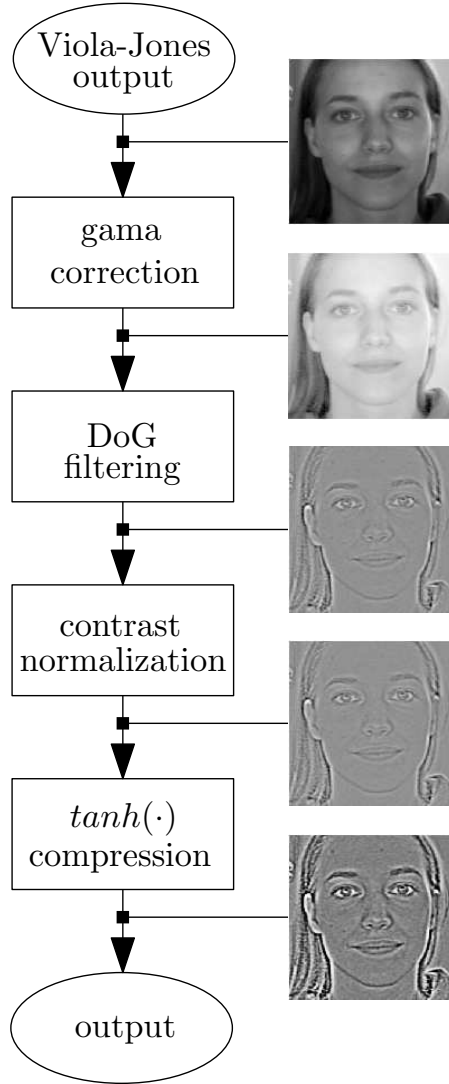 Viola-Jones
output
gama
correction
DoG
filtering
contrast
normalization
tanh(·)
compression
output